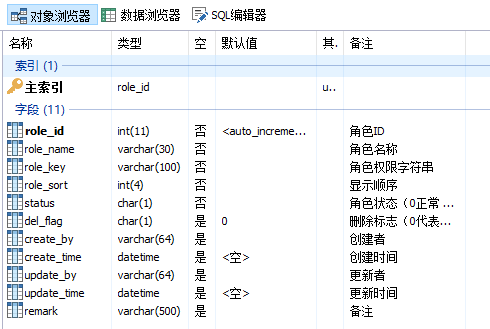 对象浏览器 数据浏览器 SQL编辑器
名称 类型 空 默认值 其. 备注
索引 (1)
主索引 role_id u.. 
字段 (11)
role_id int(11) 否 <auto_increme... 角色ID
role_name varchar(30) 否 角色名称
role_key varchar(100) 否 角色权限字符串
role_sort int(4) 否 显示顺序
status char(1) 否 角色状态（0正常 ...
del_flag char(1) 是 0 删除标志（0代表...
create_by varchar(64) 是 创建者
create_time datetime 是 <空> 创建时间
update_by varchar(64) 是 更新者
update_time datetime 是 <空> 更新时间
remark varchar(500) 是 备注